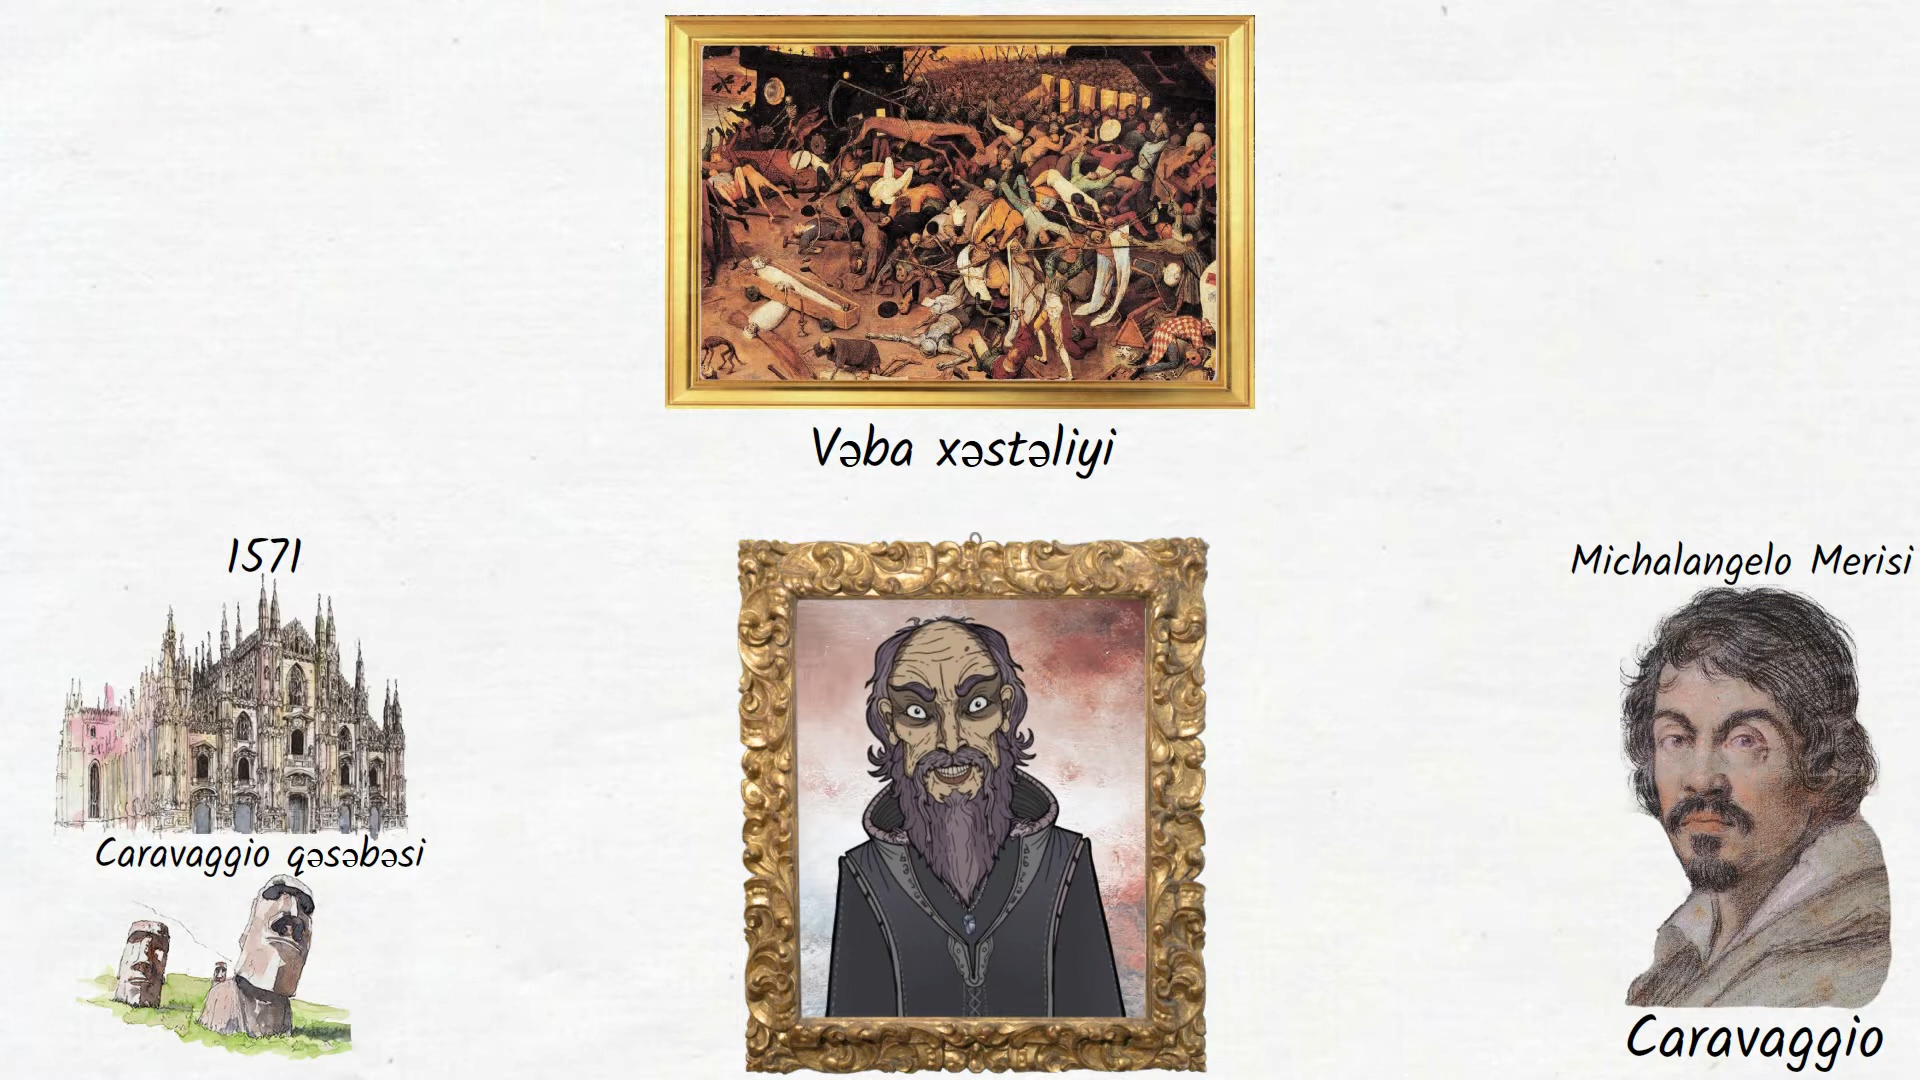 Vəba xəstəliyi
1571
Caravaggio qəsəbəsi
Michalangelo Merisi
Caravaggio